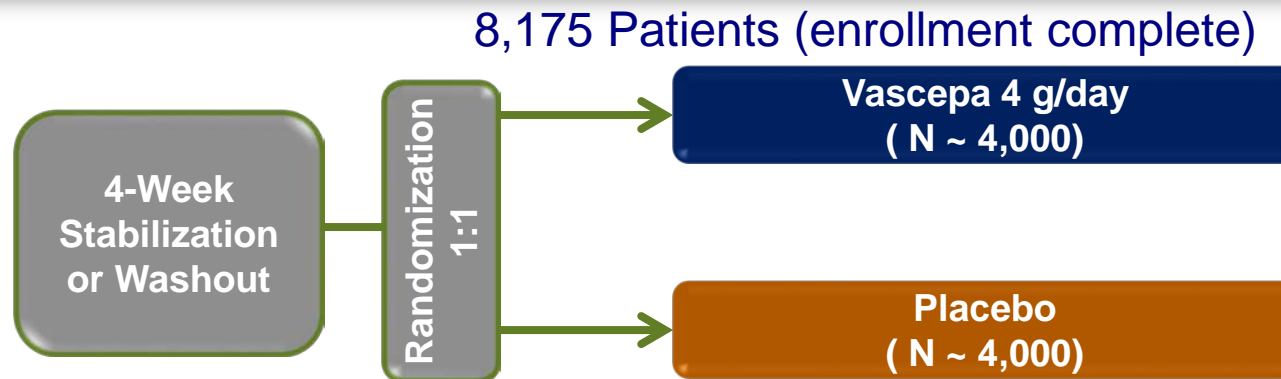 8,175 Patients (enrollment complete)
4-Week
Stabilization
or Washout
Randomization
1:1
Vascepa 4 g/day
( N ~ 4,000)
Placebo
( N ~ 4,000)